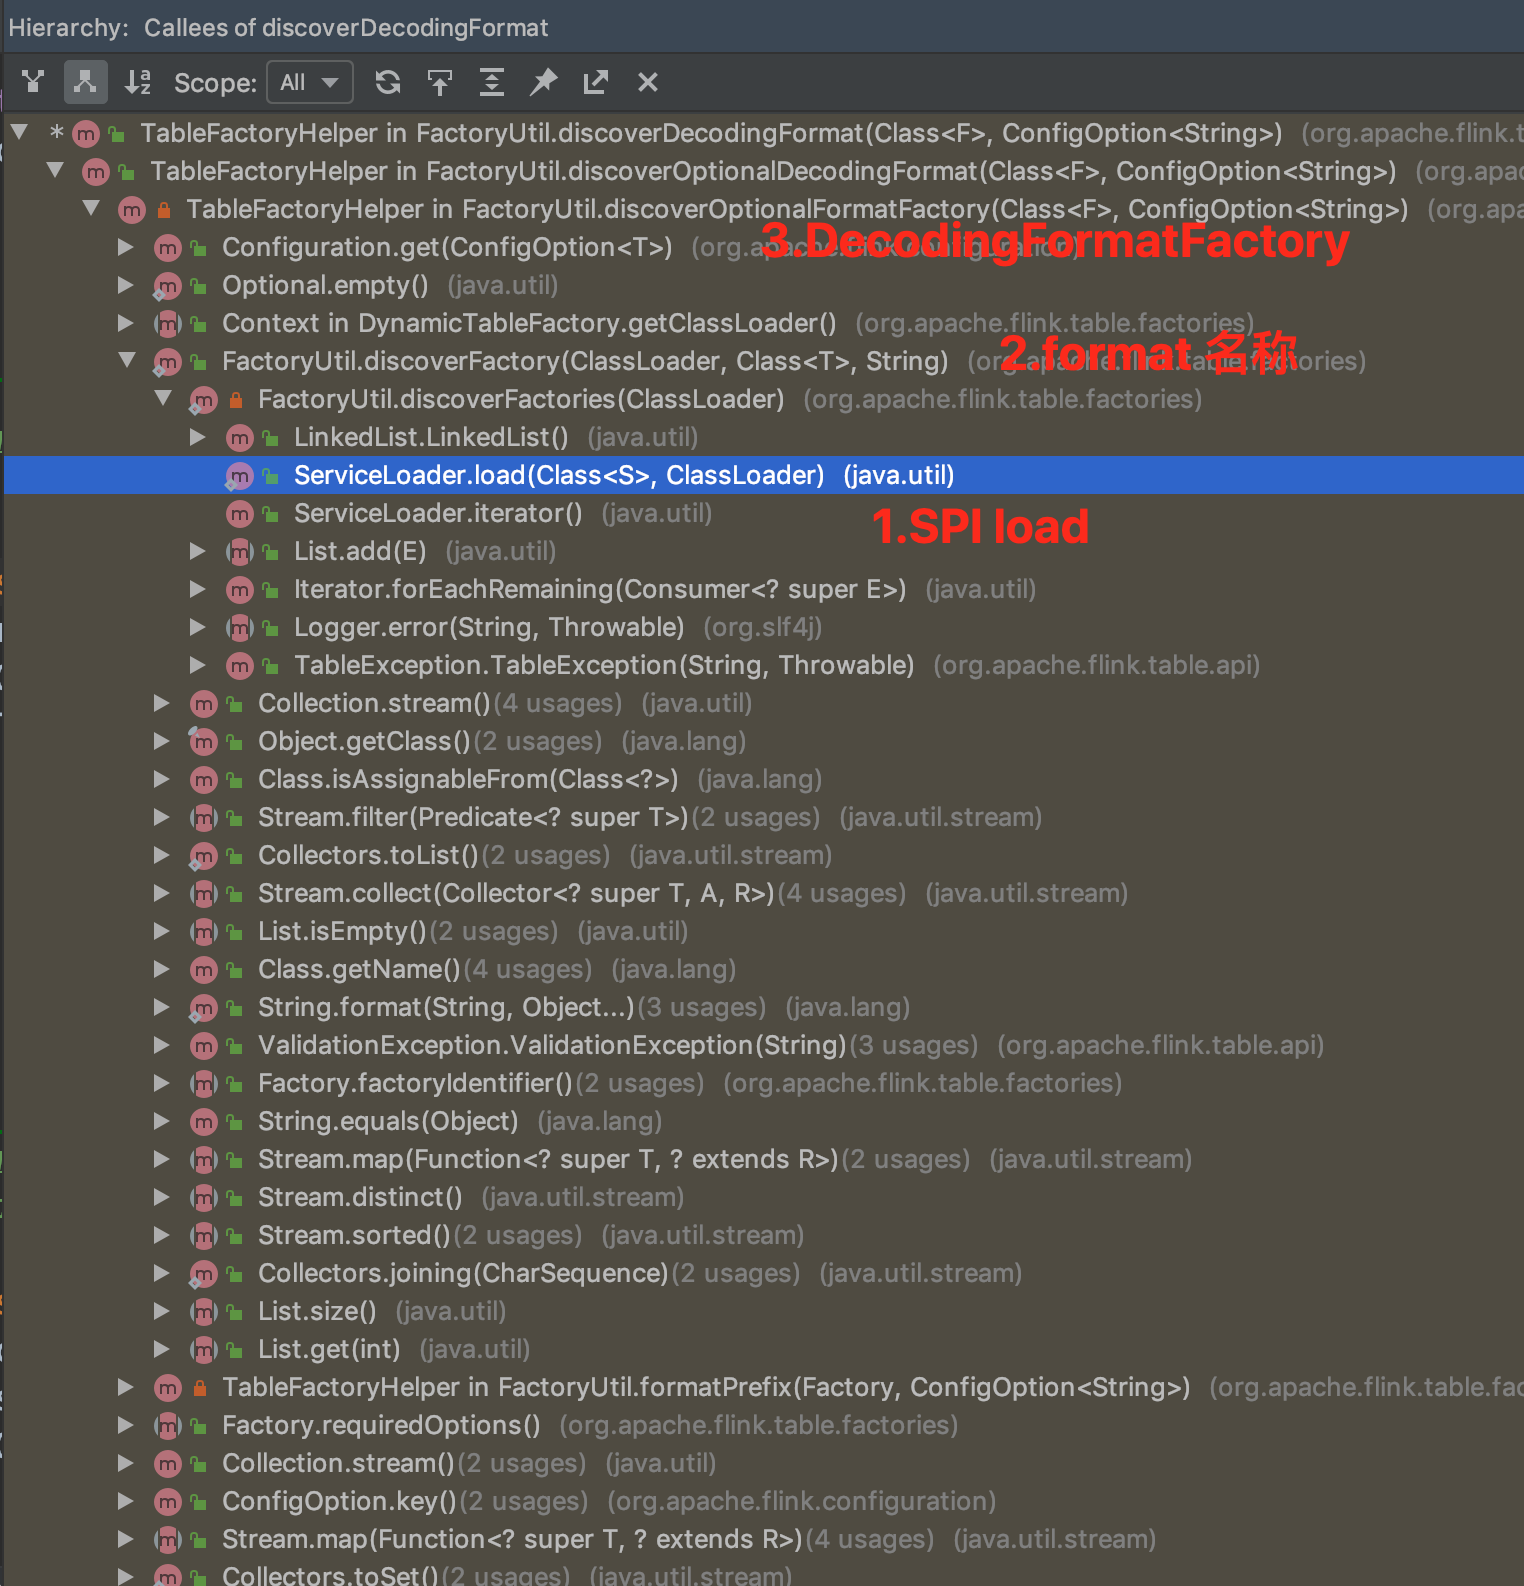 Hierarchy: Callees of discoverDecodingFormat
Scope: All
* TableFactoryHelper in FactoryUtil.discoverDecodingFormat(Class<F>, ConfigOption<String>) (org.apache.flink.t
TableFactoryHelper in FactoryUtil.discoverOptionalDecodingFormat(Class<F>, ConfigOption<String>) (org.apac
TableFactoryHelper in FactoryUtil.discoverOptionalFormatFactory(Class<F>, ConfigOption<String>) (org.apa
Configuration.get(ConfigOption<T>) (org.apache.flink.configuration)
3.DecodingFormatFactory
Optional.empty() (java.util)
Context in DynamicTableFactory.getClassLoader() (org.apache.flink.table.factories)
FactoryUtil.discoverFactory(ClassLoader, Class<T>, String) (org.apache.flink.table.factories)
2.format 名称
FactoryUtil.discoverFactories(ClassLoader) (org.apache.flink.table.factories)
LinkedList.LinkedList() (java.util)
ServiceLoader.load(Class<S>, ClassLoader) (java.util)
ServiceLoader.iterator() (java.util)
1.SPI load
List.add(E) (java.util)
Iterator.forEachRemaining(Consumer<? super E>) (java.util)
Logger.error(String, Throwable) (org.slf4j)
TableException.TableException(String, Throwable) (org.apache.flink.table.api)
Collection.stream()(4 usages) (java.util)
Object.getClass()(2 usages) (java.lang)
Class.isAssignableFrom(Class<?>) (java.lang)
Stream.filter(Predicate<? super T>)(2 usages) (java.util.stream)
Collectors.toList()(2 usages) (java.util.stream)
Stream.collect(Collector<? super T, A, R>)(4 usages) (java.util.stream)
List.isEmpty()(2 usages) (java.util)
Class.getName()(4 usages) (java.lang)
String.format(String, Object...)(3 usages) (java.lang)
ValidationException.ValidationException(String)(3 usages) (org.apache.flink.table.api)
Factory.factoryIdentifier()(2 usages) (org.apache.flink.table.factories)
String.equals(Object) (java.lang)
Stream.map(Function<? super T, ? extends R>)(2 usages) (java.util.stream)
Stream.distinct() (java.util.stream)
Stream.sorted()(2 usages) (java.util.stream)
Collectors.joining(CharSequence)(2 usages) (java.util.stream)
List.size() (java.util)
List.get(int) (java.util)
TableFactoryHelper in FactoryUtil.formatPrefix(Factory, ConfigOption<String>) (org.apache.flink.table.fac
Factory.requiredOptions() (org.apache.flink.table.factories)
Collection.stream()(2 usages) (java.util)
ConfigOption.key()(2 usages) (org.apache.flink.configuration)
Stream.map(Function<? super T, ? extends R>)(4 usages) (java.util.stream)
Collectors.toSet()(2 usages) (java.util.stream)